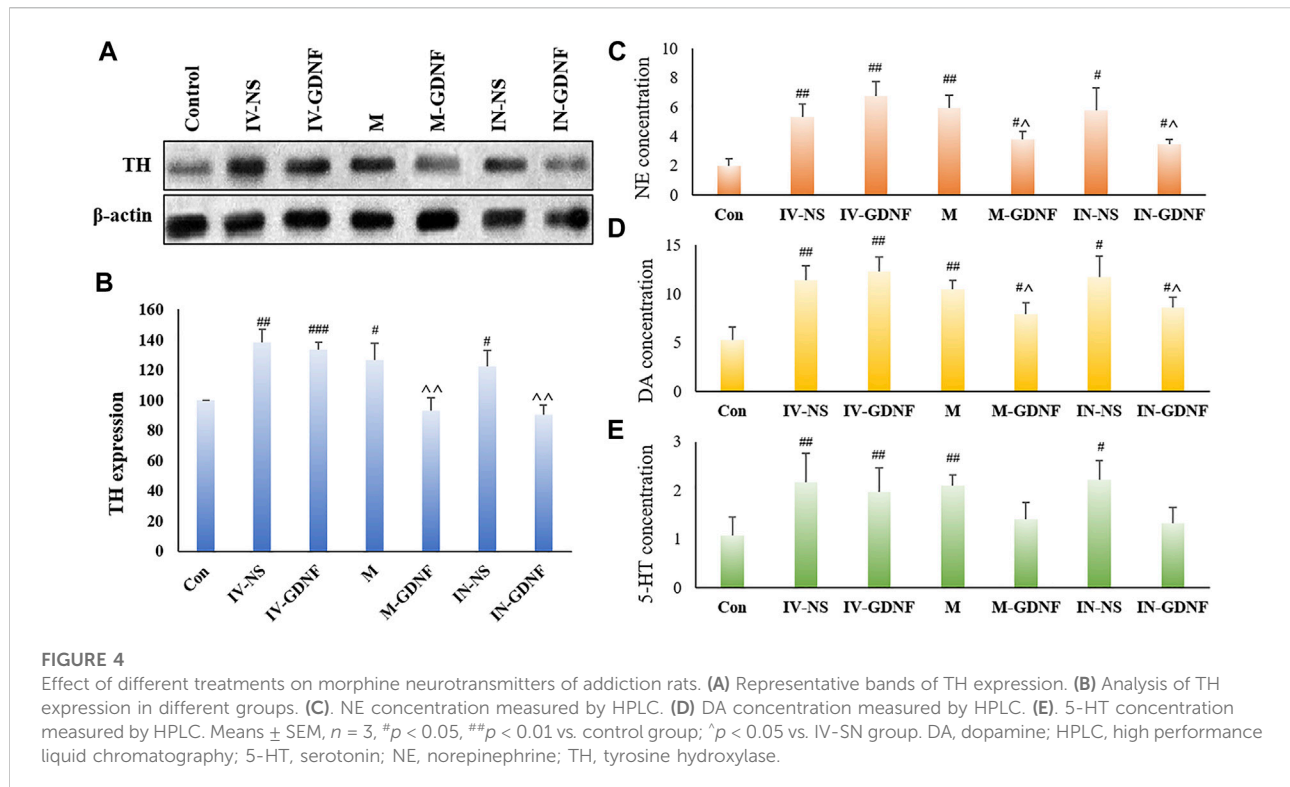 A
Control
IV-NS
IV-GDNF
M
M-GDNF
IN-NS
IN-GDNF
TH
β-actin
B
TH expression
160
140
120
100
80
60
40
20
0
##
###
#
^^
#
^^
Con
IV-NS
IV-GDNF
M
M-GDNF
IN-NS
IN-GDNF
C
NE concentration
10
8
6
4
2
0
##
##
##
#^
#
#^
Con
IV-NS
IV-GDNF
M
M-GDNF
IN-NS
IN-GDNF
D
DA concentration
15
10
5
0
##
##
##
#^
#
#^
Con
IV-NS
IV-GDNF
M
M-GDNF
IN-NS
IN-GDNF
E
5-HT concentration
3
2
1
0
##
##
##
#
Con
IV-NS
IV-GDNF
M
M-GDNF
IN-NS
IN-GDNF
FIGURE 4
Effect of different treatments on morphine neurotransmitters of addiction rats. (A) Representative bands of TH expression. (B) Analysis of TH
expression in different groups. (C). NE concentration measured by HPLC. (D) DA concentration measured by HPLC. (E). 5-HT concentration
measured by HPLC. Means ± SEM, n = 3, #p < 0.05, ##p < 0.01 vs. control group; ^p < 0.05 vs. IV-SN group. DA, dopamine; HPLC, high performance
liquid chromatography; 5-HT, serotonin; NE, norepinephrine; TH, tyrosine hydroxylase.